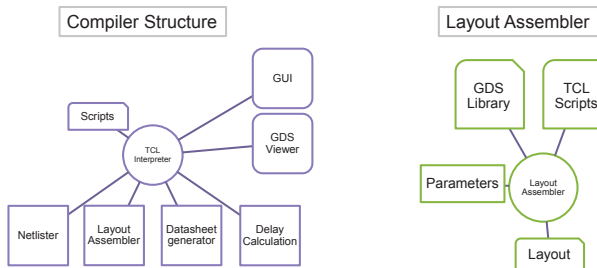 Compiler Structure
Layout Assembler
GUI
GDS
Library
TCL
Scripts
Scripts
GDS
Viewer
TCL
Interpreter
Parameters
Layout
Assembler
Netlister
Layout
Assembler
Datasheet
generator
Delay
Calculation
Layout